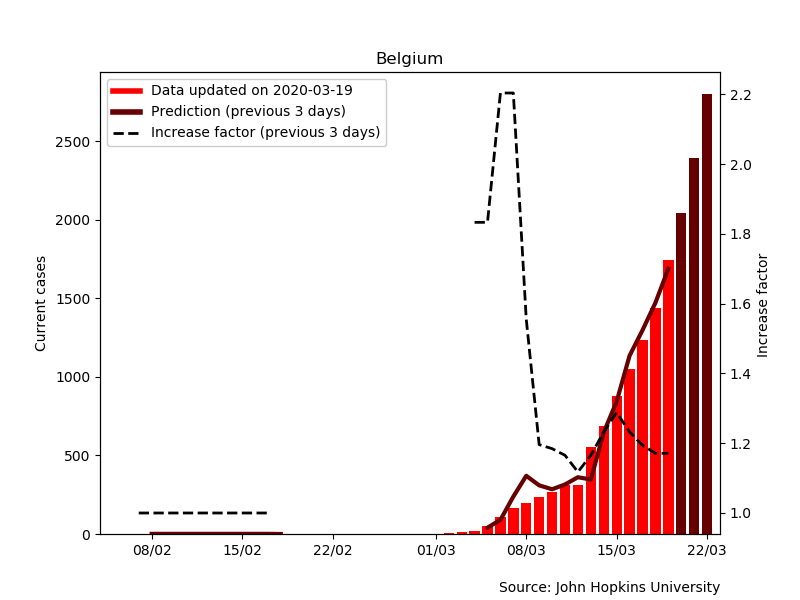 Belgium
Data updated on 2020-03-19
Prediction (previous 3 days)
Increase factor (previous 3 days)
Current cases
2500
2000
1500
1000
500
0
2.2
2.0
1.8
1.6
1.4
1.2
1.0
Increase factor
08/02 15/02 22/02 01/03 08/03 15/03 22/03
Source: John Hopkins University